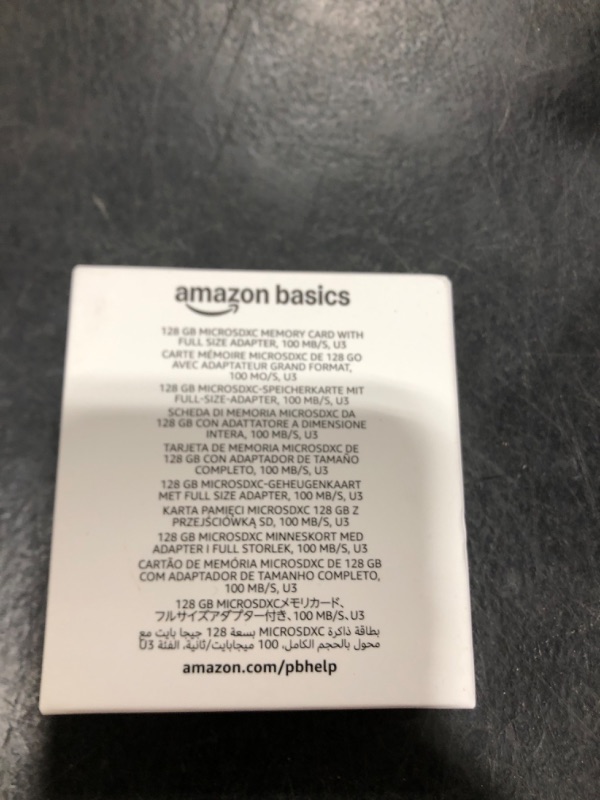 amazon basics
128 GB MICROSDXC MEMORY CARD WITH
FULL SIZE ADAPTER, 100 MB/S, U3
CARTE MÉMOIRE MICROSDXC DE 128 GO
AVEC ADAPTATEUR GRAND FORMAT,
100 MO/S, U3
128 GB MICROSDXC-SPEICHERKARTE MIT
FULL-SIZE-ADAPTER, 100 MB/S, U3
SCHEDA DI MEMORIA MICROSDXC DA
128 GB CON ADATTATORE A DIMENSIONE
INTERA, 100 MB/S, U3
TARJETA DE MEMORIA MICROSDXC DE
128 GB CON ADAPTADOR DE TAMAÑO
COMPLETO, 100 MB/S, U3
128 GB MICROSDXC-GEHEUGENKAART
MET FULL SIZE ADAPTER, 100 MB/S, U3
KARTA PAMIĘCI MICROSDXC 128 GB Z
PRZEJŚCIÓWKĄ SD, 100 MB/S, U3
128 GB MICROSDXC MINNESKORT MED
ADAPTER I FULL STORLEK, 100 MB/S, U3
CARTÃO DE MEMÓRIA MICROSDXC DE 128 GB
COM ADAPTADOR DE TAMANHO COMPLETO,
100 MB/S, U3
128 GB MICROSDXCメモリカード、
フルサイズアダプター付き、100 MB/S、U3
بطاقة ذاكرة MICROSDXC بسعة 128 جيجا بايت مع
محول بالحجم الكامل، 100 ميجابايت/ثانية، الفئة U3
amazon.com/pbhelp